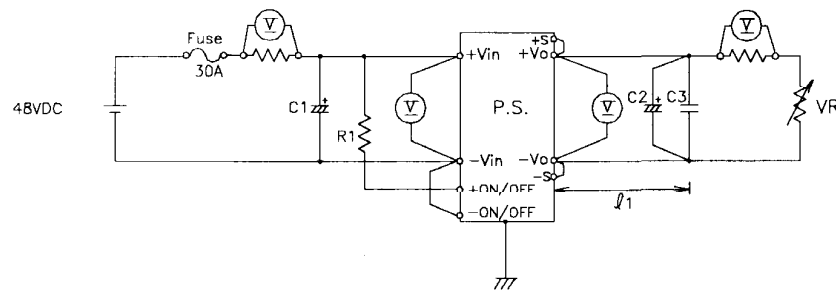 Fuse
30A
V
48VDC
C1
+
R1
V
+Vin
-Vin
+ON/OFF
-ON/OFF
P.S.
+S
+Vo
-Vo
-S
V
C2
+
C3
V
VR
ℓ1